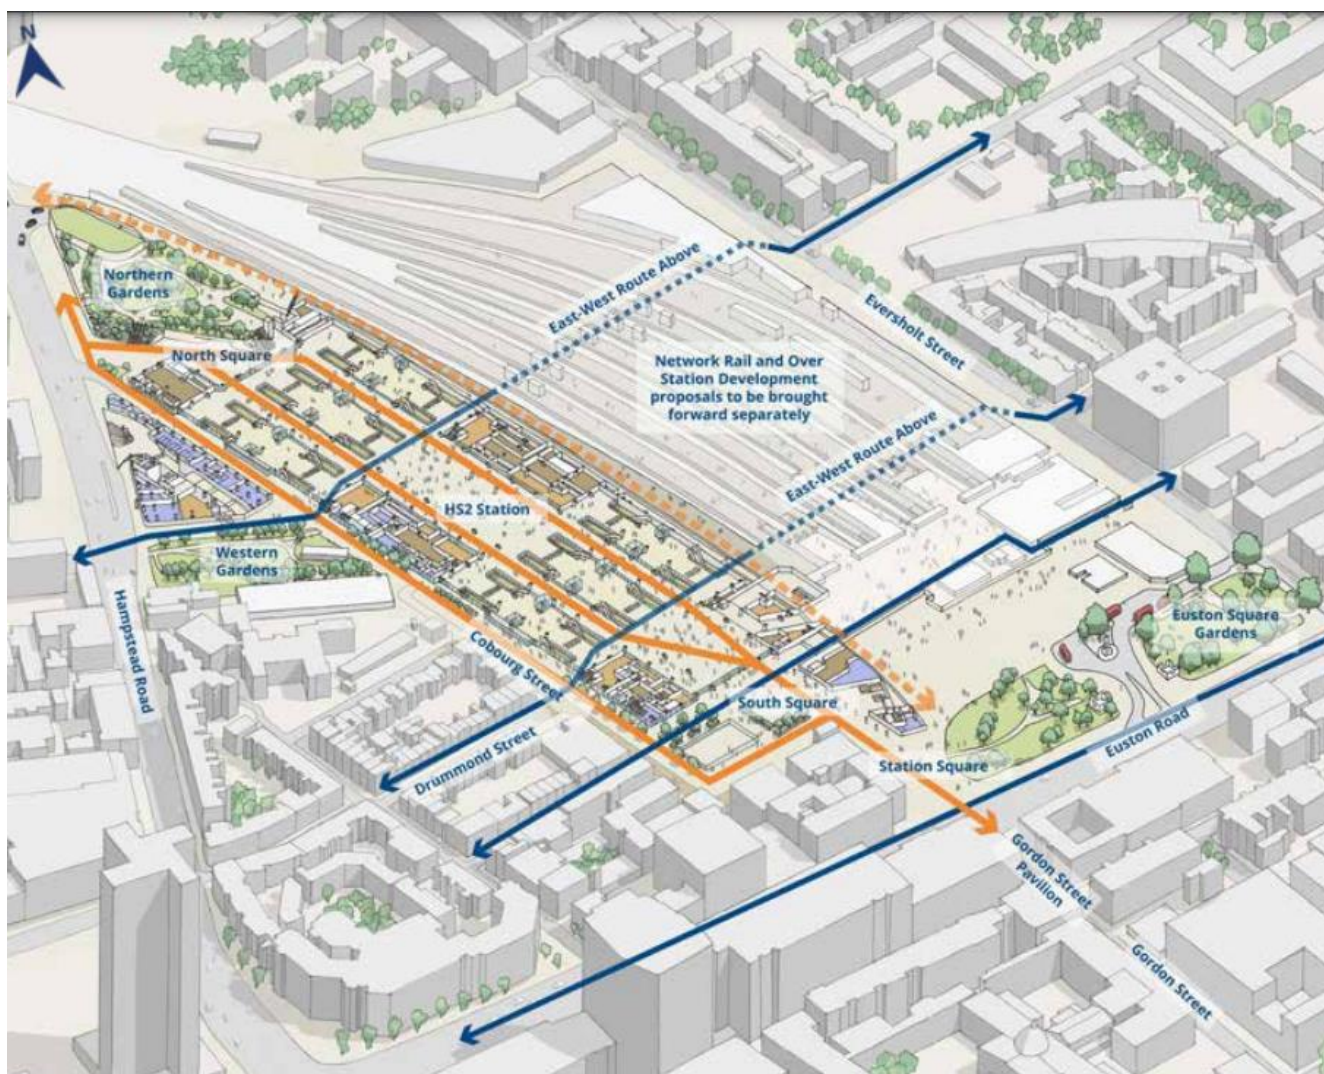 N
Northern
Gardens
East-West Route Above
Eversholt Street
North Square
Network Rail and Over
Station Development
proposals to be brought
forward separately
East-West Route Above
HS2 Station
Western
Gardens
Hampstead Road
Cobourg Street
Euston Square
Gardens
Drummond Street
South Square
Euston Road
Station Square
Gordon Street
Pavilion
Gordon Street